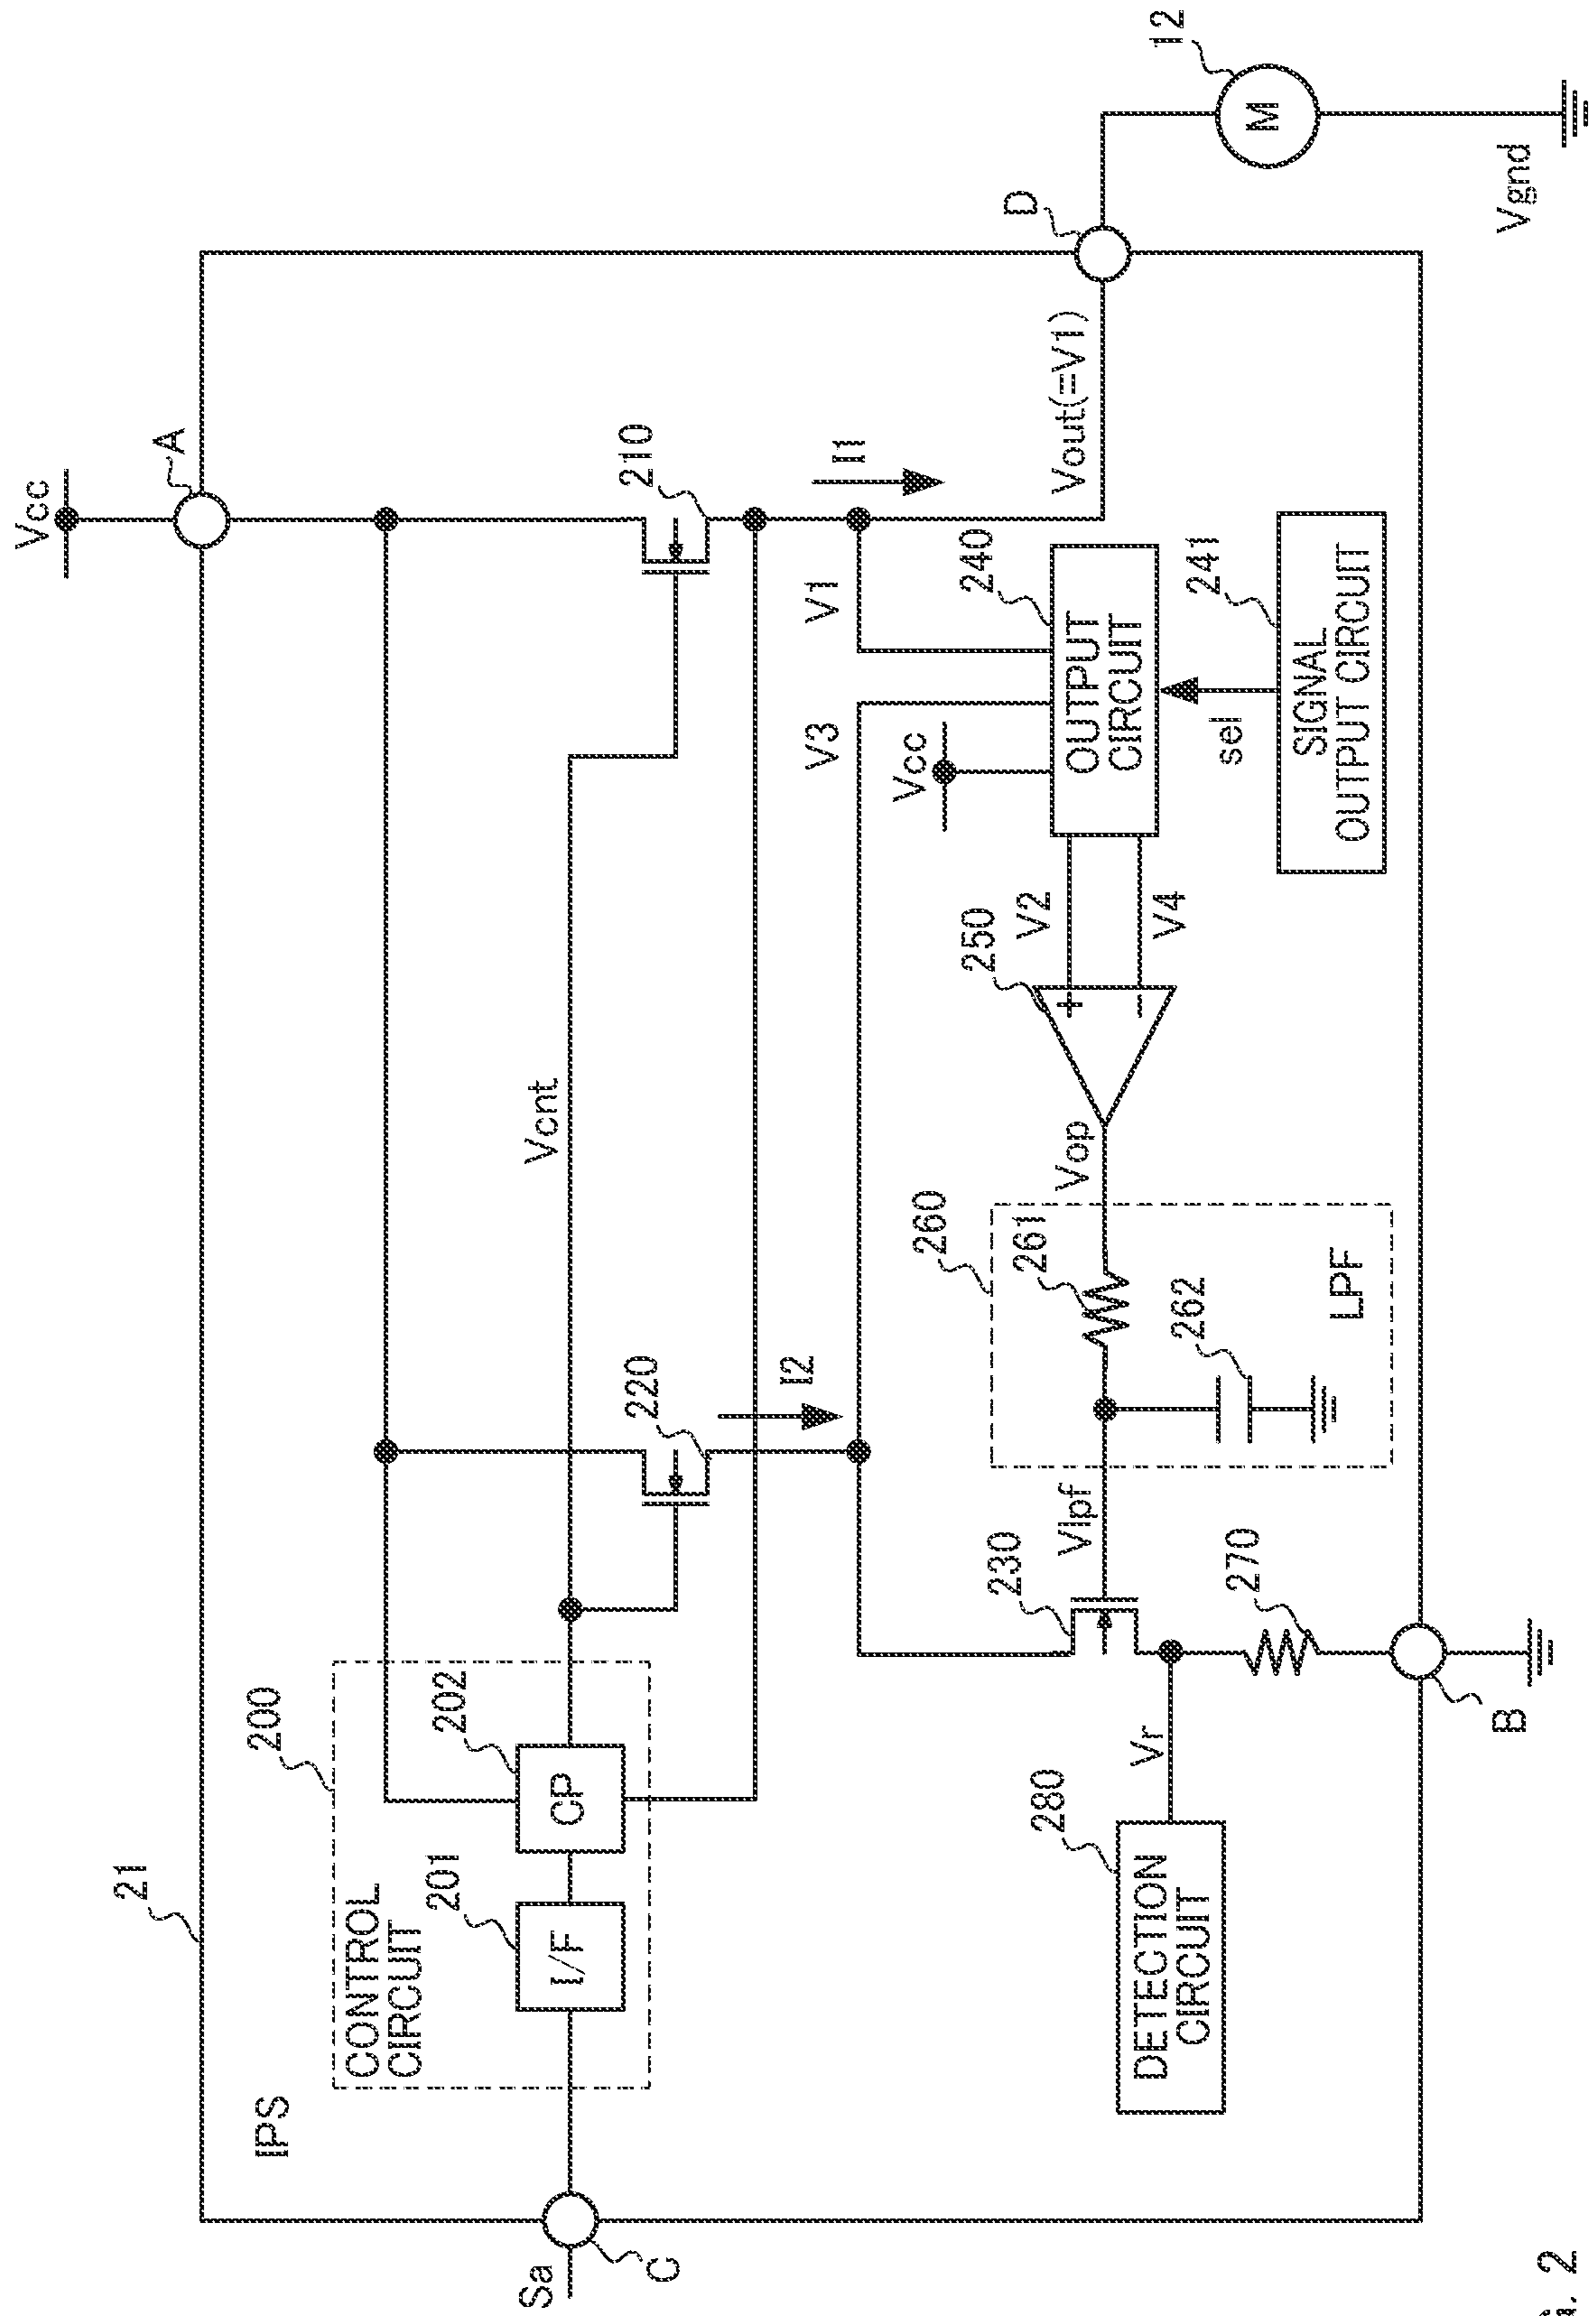 Vcc
A
21
IPS
200
CONTROL
CIRCUIT
201
I/F
202
CP
Sa
C
Vcnt
220
I2
210
I1
V1
V3
Vcc
240
OUTPUT
CIRCUIT
sel
241
SIGNAL
OUTPUT CIRCUIT
Vout(=V1)
D
12
M
Vgnd
V2
V4
250
+
−
Vop
260
261
262
LPF
Vlpf
230
270
Vr
280
DETECTION
CIRCUIT
B
G. 2